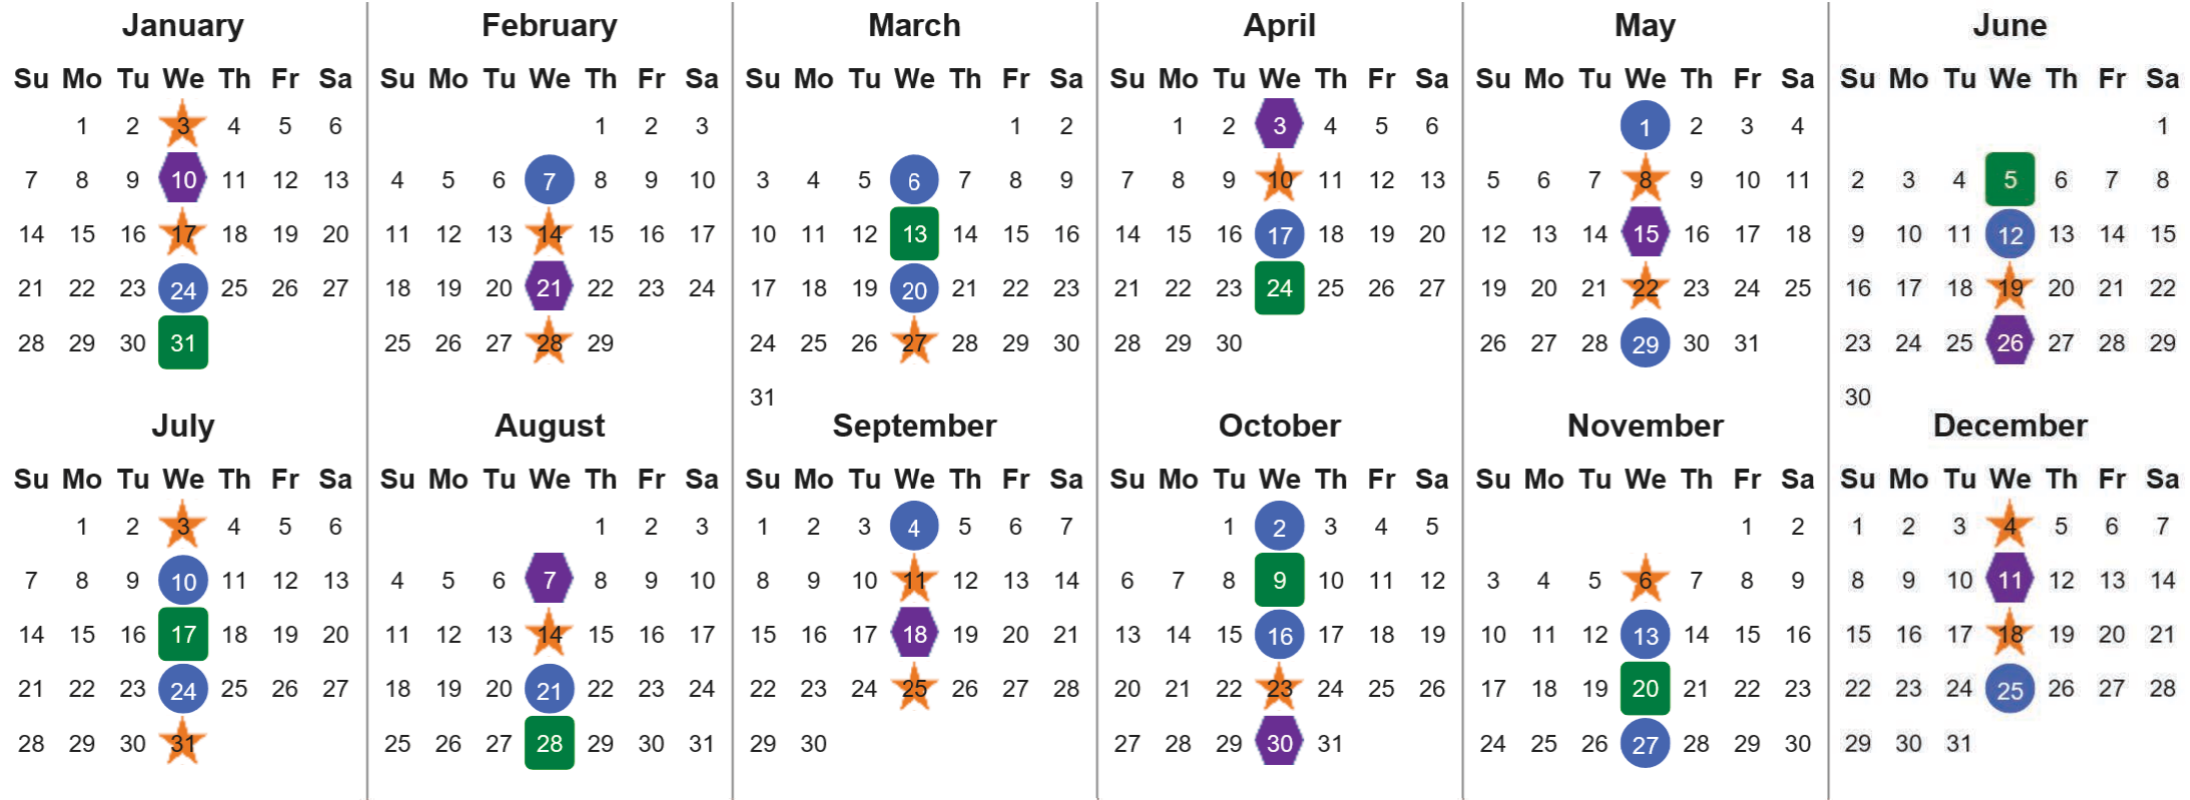 January February March April May June
Su Mo Tu We Th Fr Sa Su Mo Tu We Th Fr Sa Su Mo Tu We Th Fr Sa Su Mo Tu We Th Fr Sa Su Mo Tu We Th Fr Sa Su Mo Tu We Th Fr Sa
1 2 3 4 5 6 1 2 3 1 2 1 2 3 4 5 6 1 2 3 4 1
7 8 9 10 11 12 13 4 5 6 7 8 9 10 3 4 5 6 7 8 9 7 8 9 10 11 12 13 5 6 7 8 9 10 11 2 3 4 5 6 7 8
14 15 16 17 18 19 20 11 12 13 14 15 16 17 10 11 12 13 14 15 16 14 15 16 17 18 19 20 12 13 14 15 16 17 18 9 10 11 12 13 14 15
21 22 23 24 25 26 27 18 19 20 21 22 23 24 17 18 19 20 21 22 23 21 22 23 24 25 26 27 19 20 21 22 23 24 25 16 17 18 19 20 21 22
28 29 30 31 25 26 27 28 29 24 25 26 27 28 29 30 28 29 30 26 27 28 29 30 31 23 24 25 26 27 28 29
31 30
July August September October November December
Su Mo Tu We Th Fr Sa Su Mo Tu We Th Fr Sa Su Mo Tu We Th Fr Sa Su Mo Tu We Th Fr Sa Su Mo Tu We Th Fr Sa Su Mo Tu We Th Fr Sa
1 2 3 4 5 6 1 2 3 1 2 3 4 5 6 7 1 2 3 4 5 1 2 1 2 3 4 5 6 7
7 8 9 10 11 12 13 4 5 6 7 8 9 10 8 9 10 11 12 13 14 6 7 8 9 10 11 12 3 4 5 6 7 8 9 8 9 10 11 12 13 14
14 15 16 17 18 19 20 11 12 13 14 15 16 17 15 16 17 18 19 20 21 13 14 15 16 17 18 19 10 11 12 13 14 15 16 15 16 17 18 19 20 21
21 22 23 24 25 26 27 18 19 20 21 22 23 24 22 23 24 25 26 27 28 20 21 22 23 24 25 26 17 18 19 20 21 22 23 22 23 24 25 26 27 28
28 29 30 31 25 26 27 28 29 30 31 29 30 27 28 29 30 31 24 25 26 27 28 29 30 29 30 31